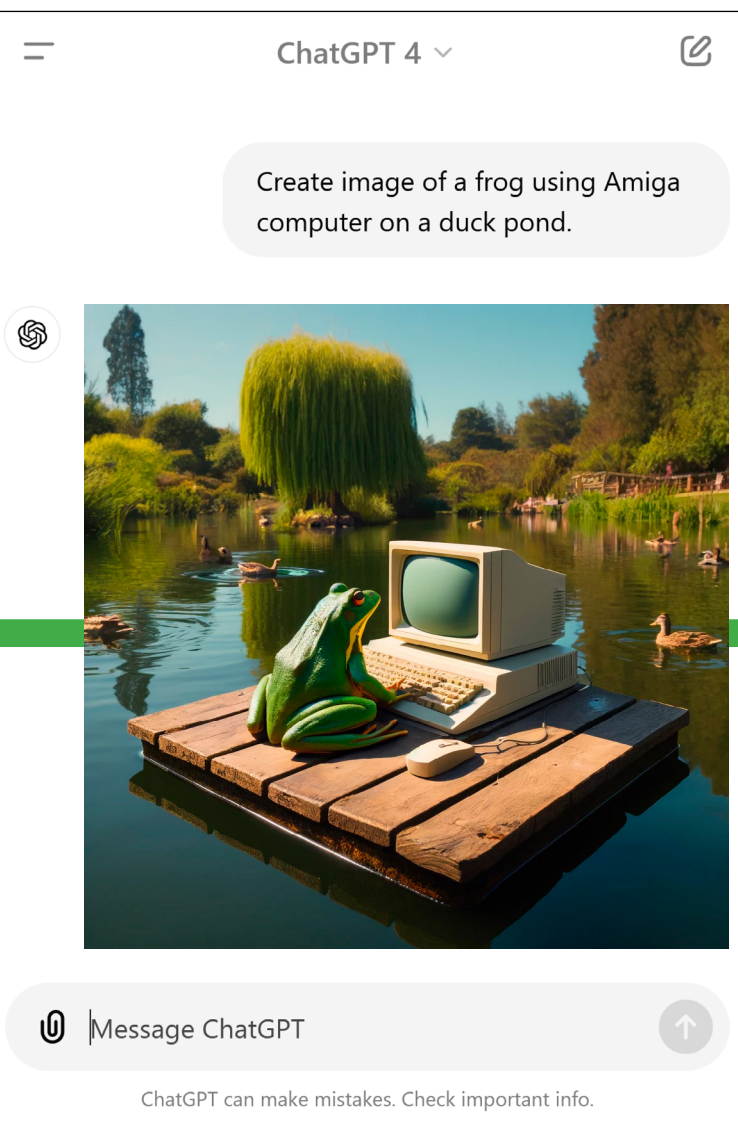 ChatGPT 4
Create image of a frog using Amiga
computer on a duck pond.
Message ChatGPT
ChatGPT can make mistakes. Check important info.